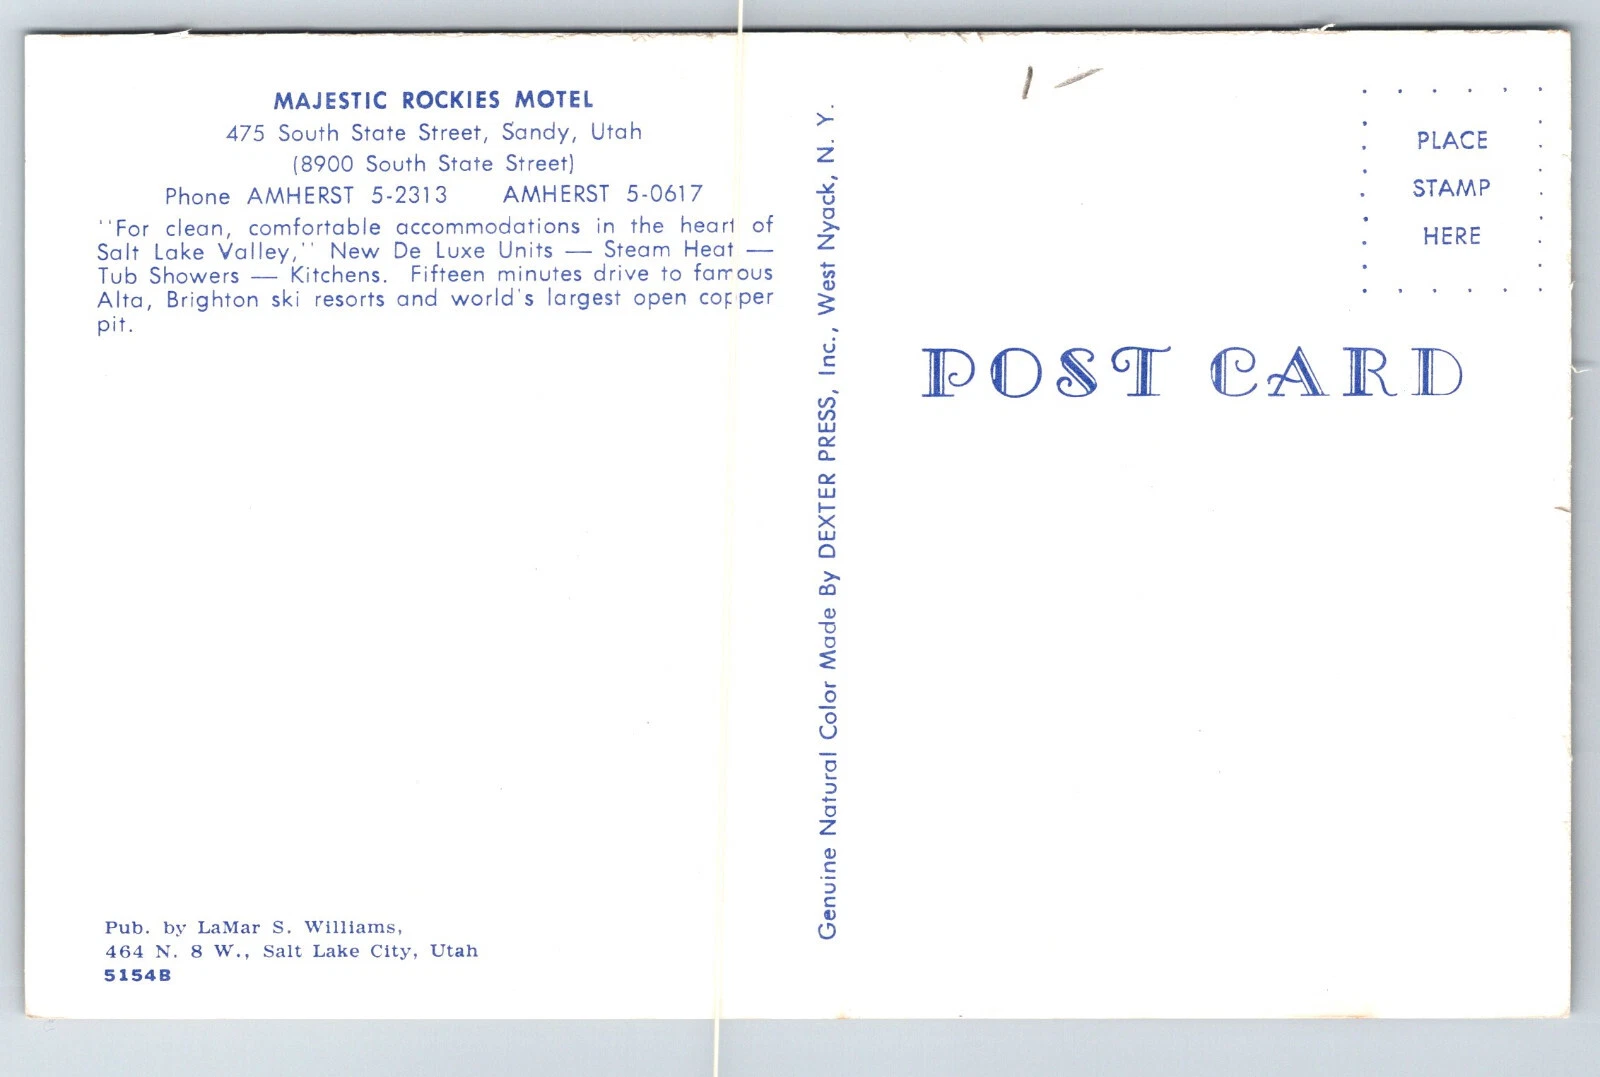 MAJESTIC ROCKIES MOTEL
475 South State Street, Sandy, Utah
(8900 South State Street)
Phone AMHERST 5-2313 AMHERST 5-0617
"For clean, comfortable accommodations in the heart of
Salt Lake Valley," New De Luxe Units — Steam Heat —
Tub Showers — Kitchens. Fifteen minutes drive to famous
Alta, Brighton ski resorts and world's largest open copper
pit.
Pub. by LaMar S. Williams,
464 N. 8 W., Salt Lake City, Utah
5154B
Genuine Natural Color Made By DEXTER PRESS, Inc., West Nyack, N. Y.
1 –
PLACE
STAMP
HERE
POST CARD